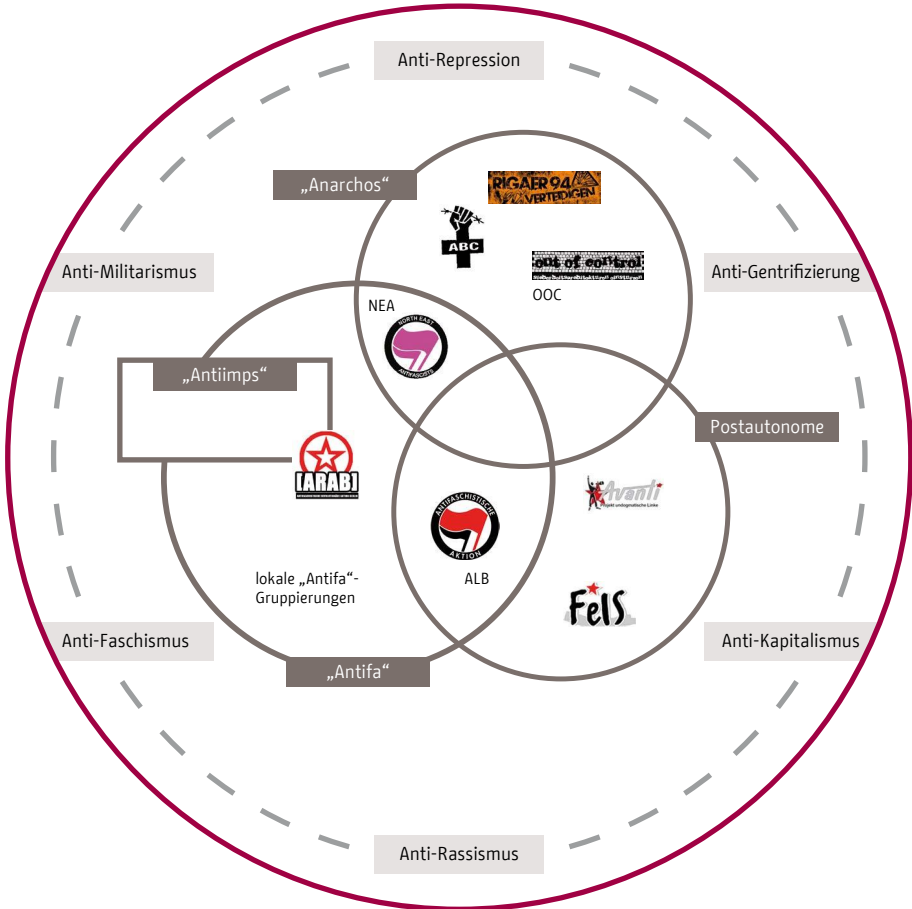 Anti-Repression
„Anarchos“
RIGAER 94
VERTEIDIGEN
ABC
out of control
OOC
Anti-Militarismus
Anti-Gentrifizierung
NEA
NORTH EAST
ANTIFASCISTS
„Antiimps“
Postautonome
[ARAB]
Avanti
Projekt undogmatische Linke
ANTIFASCHISTISCHE
AKTION
ALB
lokale „Antifa“-
Gruppierungen
FelS
Anti-Faschismus
Anti-Kapitalismus
„Antifa“
Anti-Rassismus